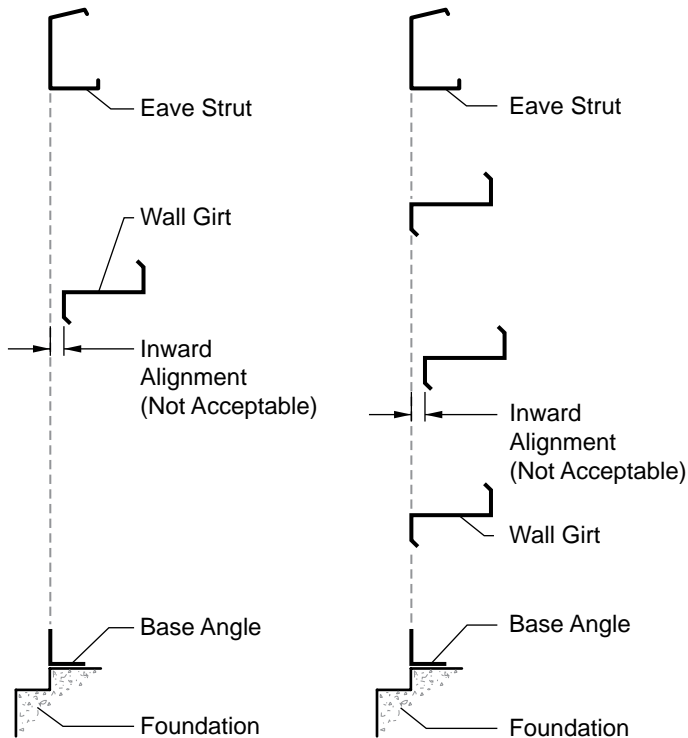 Eave Strut
Wall Girt
Inward
Alignment
(Not Acceptable)
Base Angle
Foundation
Eave Strut
Inward
Alignment
(Not Acceptable)
Wall Girt
Base Angle
Foundation